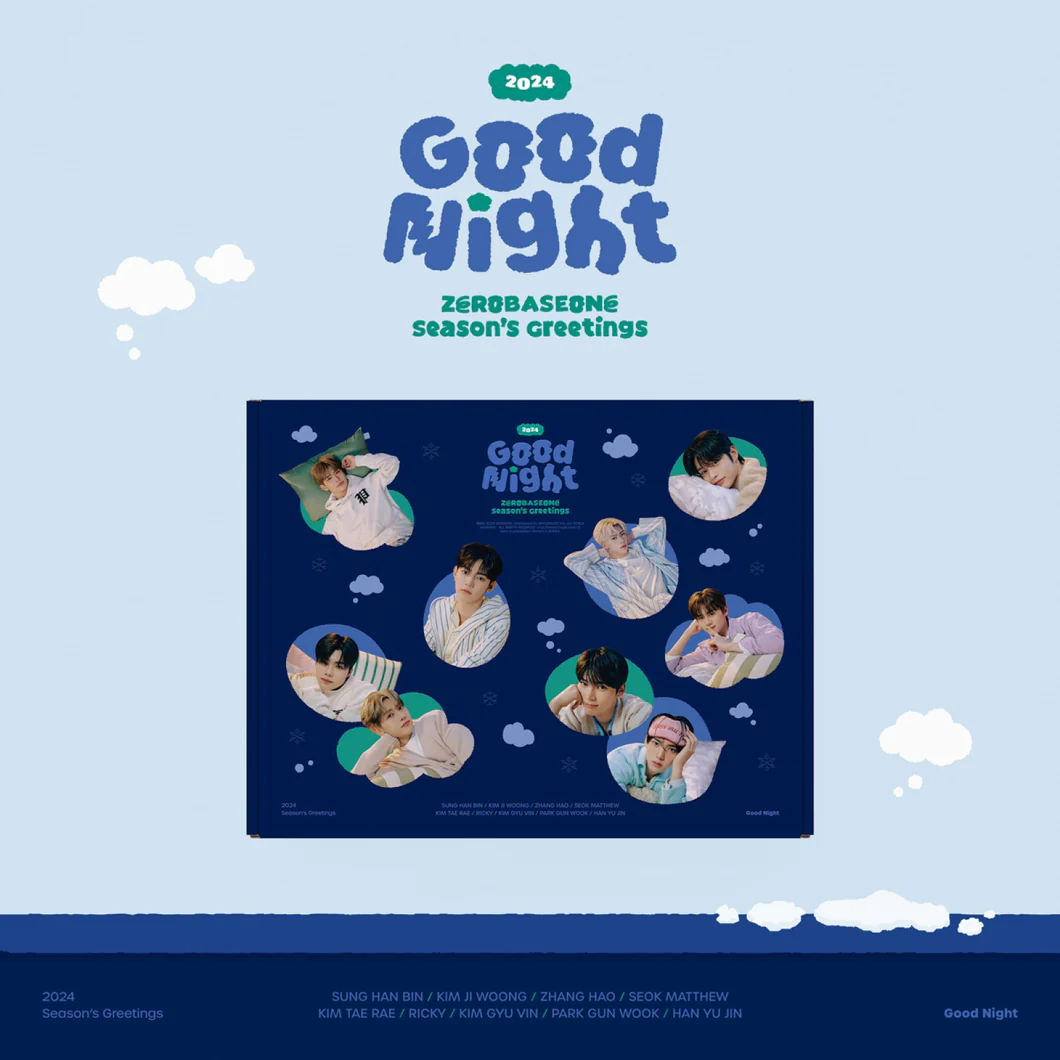 2024
Good
Night
ZEROBASEONE
season's Greetings
2024
Good
Night
ZEROBASEONE
season's Greetings
2024
Season's Greetings
SUNG HAN BIN / KIM JI WOONG / ZHANG HAO / SEOK MATTHEW
KIM TAE RAE / RICKY / KIM GYU VIN / PARK GUN WOOK / HAN YU JIN
Good Night
2024
Season's Greetings
SUNG HAN BIN / KIM JI WOONG / ZHANG HAO / SEOK MATTHEW
KIM TAE RAE / RICKY / KIM GYU VIN / PARK GUN WOOK / HAN YU JIN
Good Night